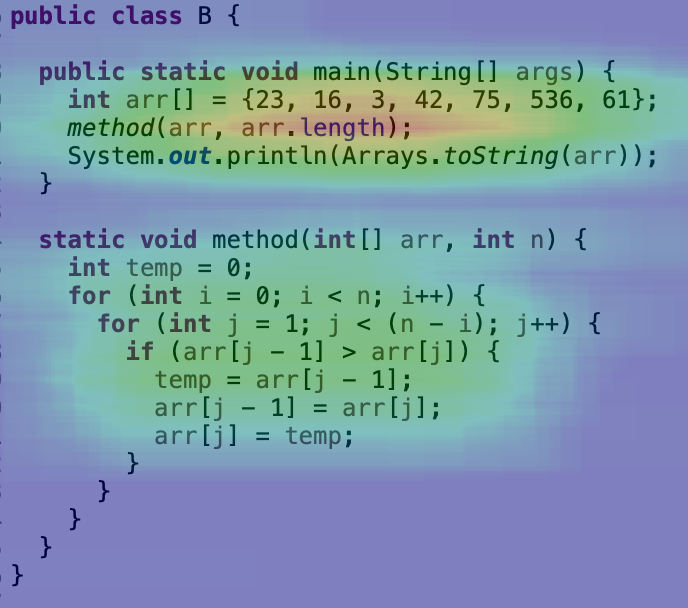 public class B {
public static void main(String[] args) {
int arr[] = {23, 16, 3, 42, 75, 536, 61};
method(arr, arr.length);
System.out.println(Arrays.toString(arr));
}
static void method(int[] arr, int n) {
int temp = 0;
for (int i = 0; i < n; i++) {
for (int j = 1; j < (n - i); j++) {
if (arr[j - 1] > arr[j]) {
temp = arr[j - 1];
arr[j - 1] = arr[j];
arr[j] = temp;
}
}
}
}
}